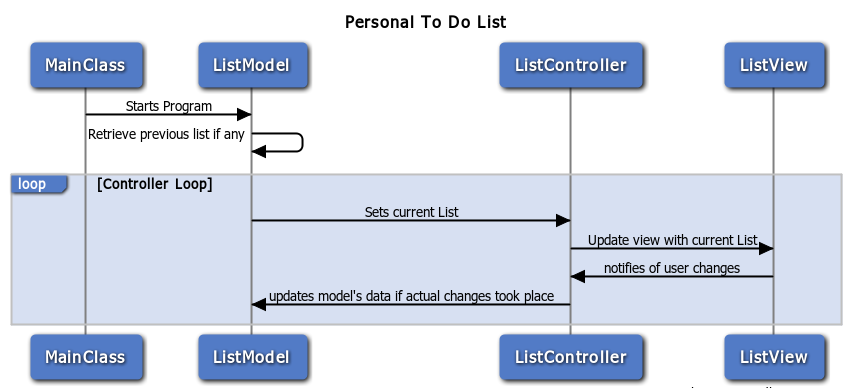 Personal To Do List
MainClass
ListModel
ListController
ListView
Starts Program
Retrieve previous list if any
loop
[Controller Loop]
Sets current List
Update view with current List
notifies of user changes
updates model's data if actual changes took place
MainClass
ListModel
ListController
ListView